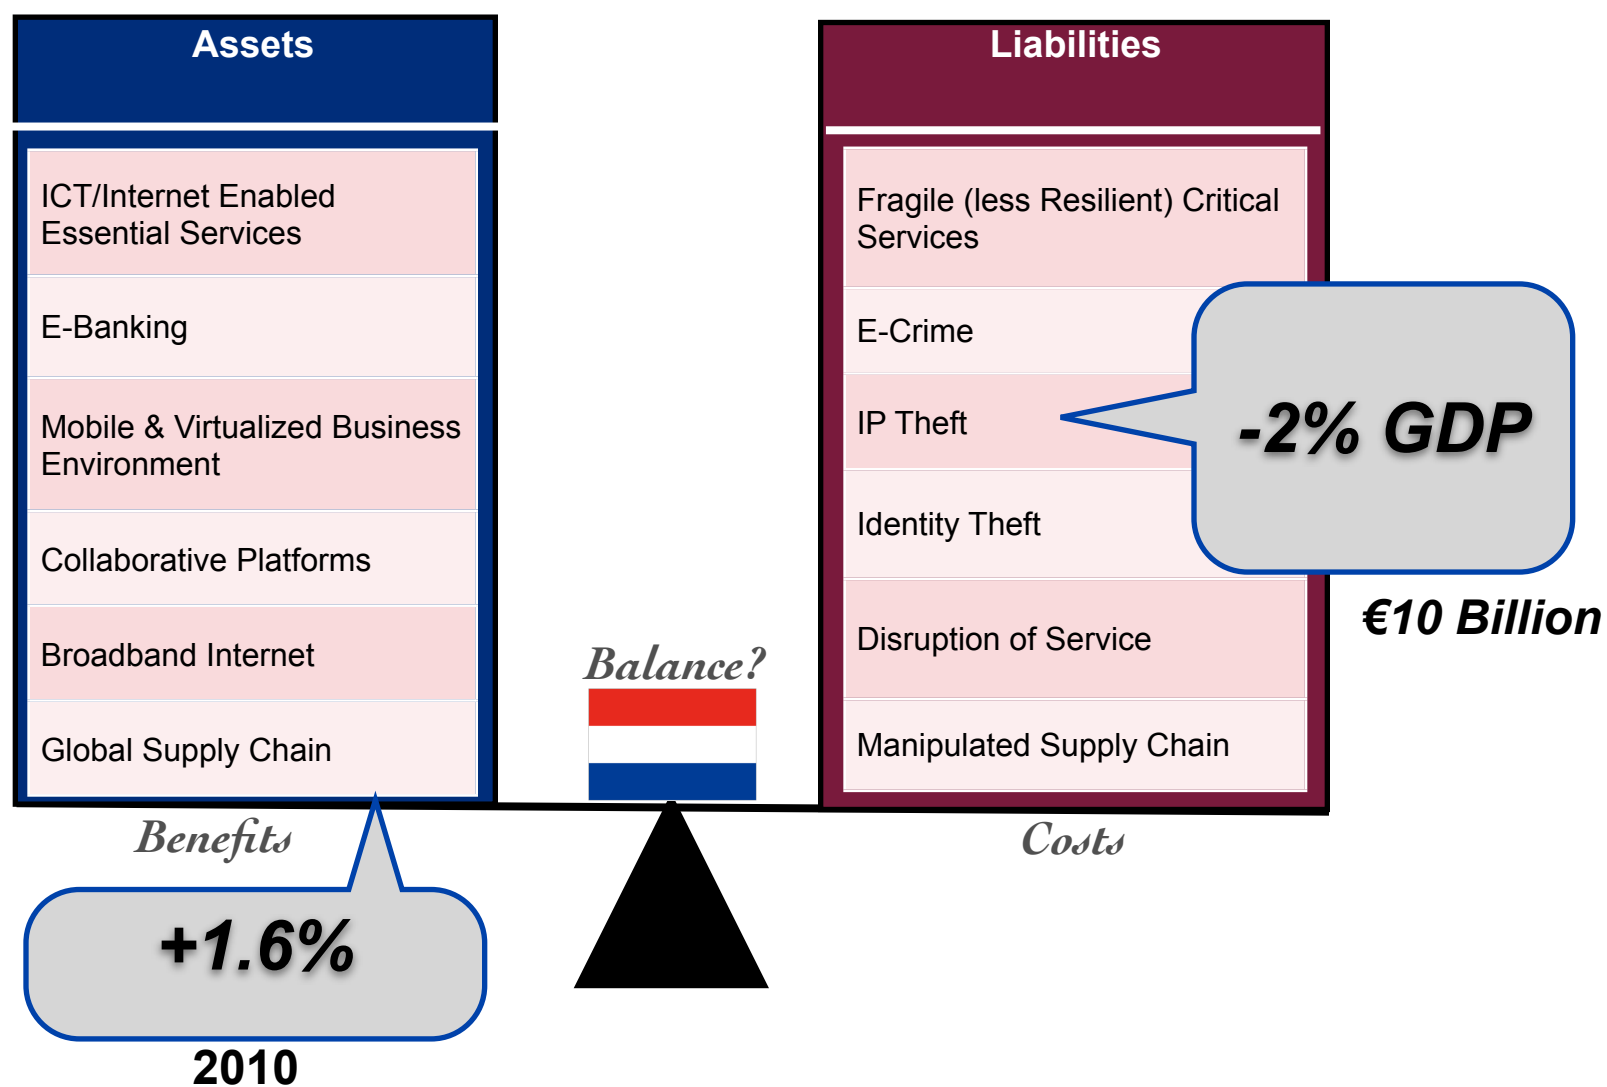 Assets
ICT/Internet Enabled
Essential Services
E-Banking
Mobile & Virtualized Business
Environment
Collaborative Platforms
Broadband Internet
Global Supply Chain
Benefits
+1.6%
2010
Balance?
Liabilities
Fragile (less Resilient) Critical
Services
E-Crime
IP Theft
Identity Theft
Disruption of Service
Manipulated Supply Chain
Costs
-2% GDP
€10 Billion